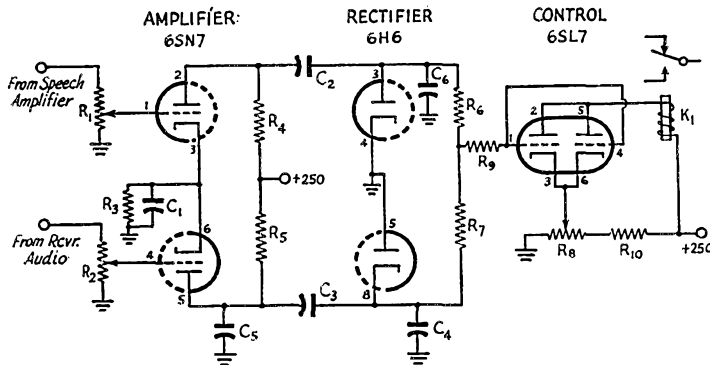 AMPLIFIER:
6SN7
RECTIFIER
6H6
CONTROL
6SL7
From Speech
Amplifier
R1
1
2
3
C2
3
4
C6
R6
R4
+250
R9
1
2
5
4
3
6
K1
R3
C1
R5
R7
From Rcvr.
Audio
R2
4
6
5
5
8
R8
R10
+250
C5
C3
C4